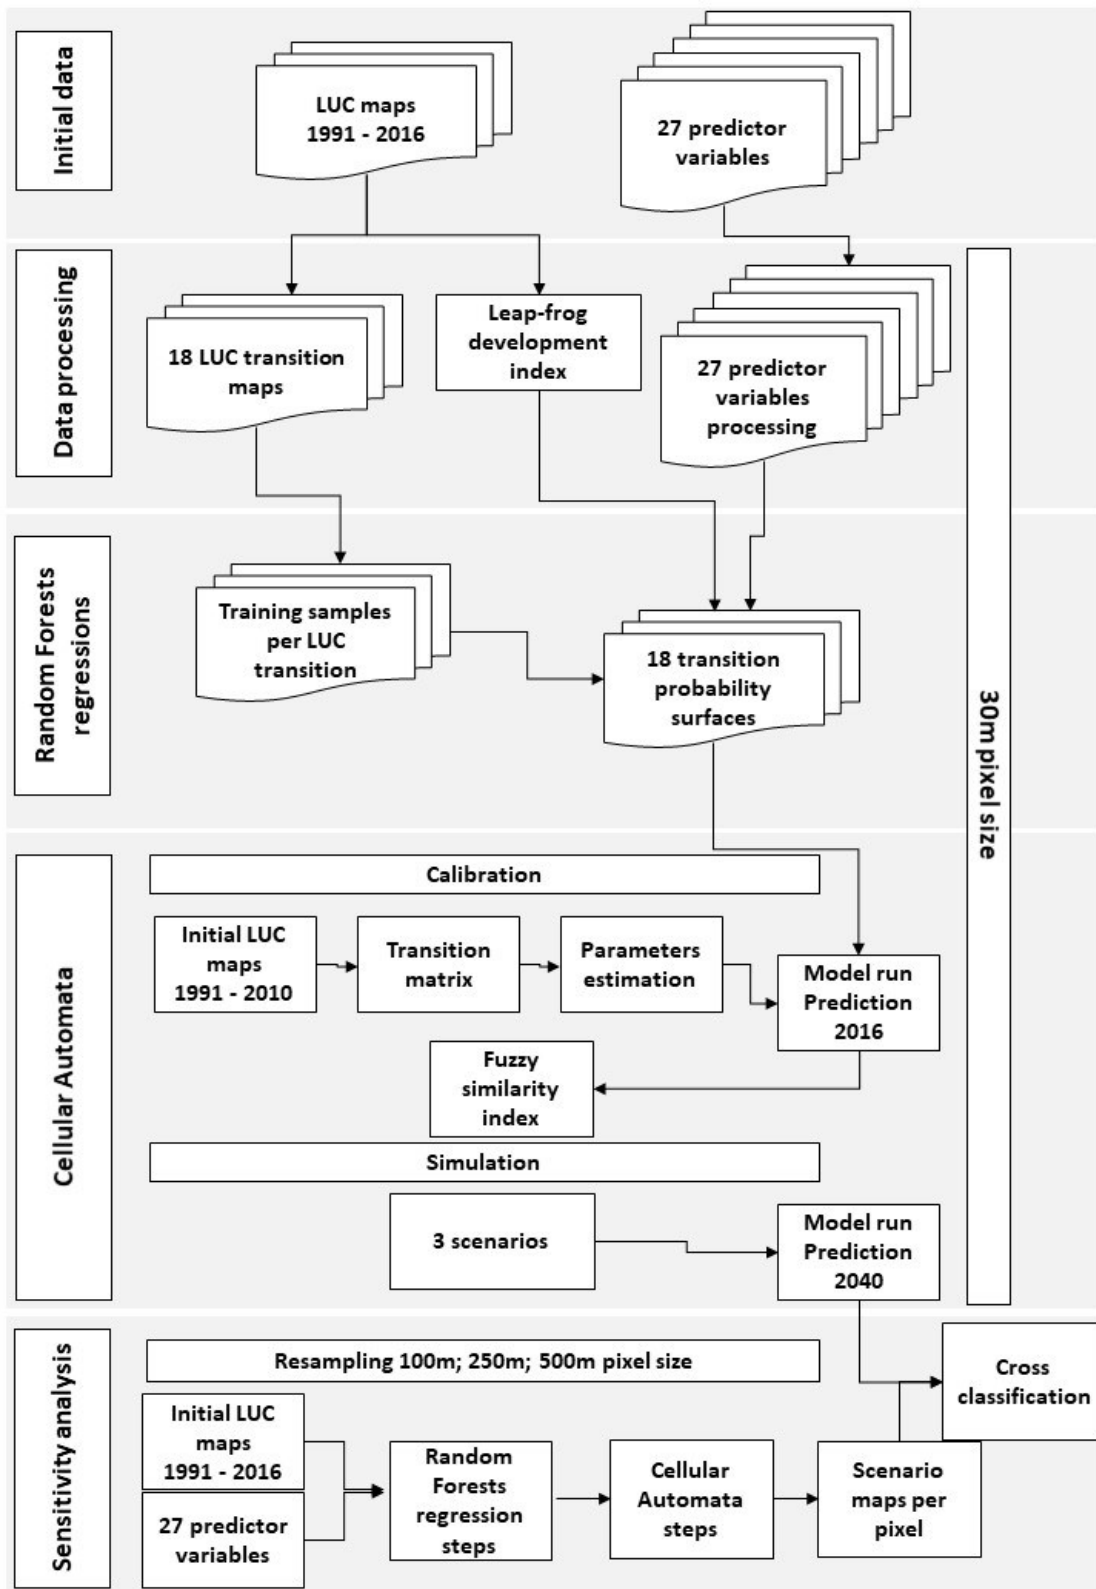 Initial data
LUC maps
1991 - 2016
27 predictor
variables
Data processing
18 LUC transition
maps
Leap-frog
development
index
27 predictor
variables
processing
30m pixel size
Random Forests
regressions
Training samples
per LUC
transition
18 transition
probability
surfaces
Cellular Automata
Calibration
Initial LUC
maps
1991 - 2010
Transition
matrix
Parameters
estimation
Model run
Prediction
2016
Fuzzy
similarity
index
Simulation
3 scenarios
Model run
Prediction
2040
Sensitivity analysis
Resampling 100m; 250m; 500m pixel size
Cross
classification
Initial LUC
maps
1991 - 2016
27 predictor
variables
Random
Forests
regression
steps
Cellular
Automata
steps
Scenario
maps per
pixel